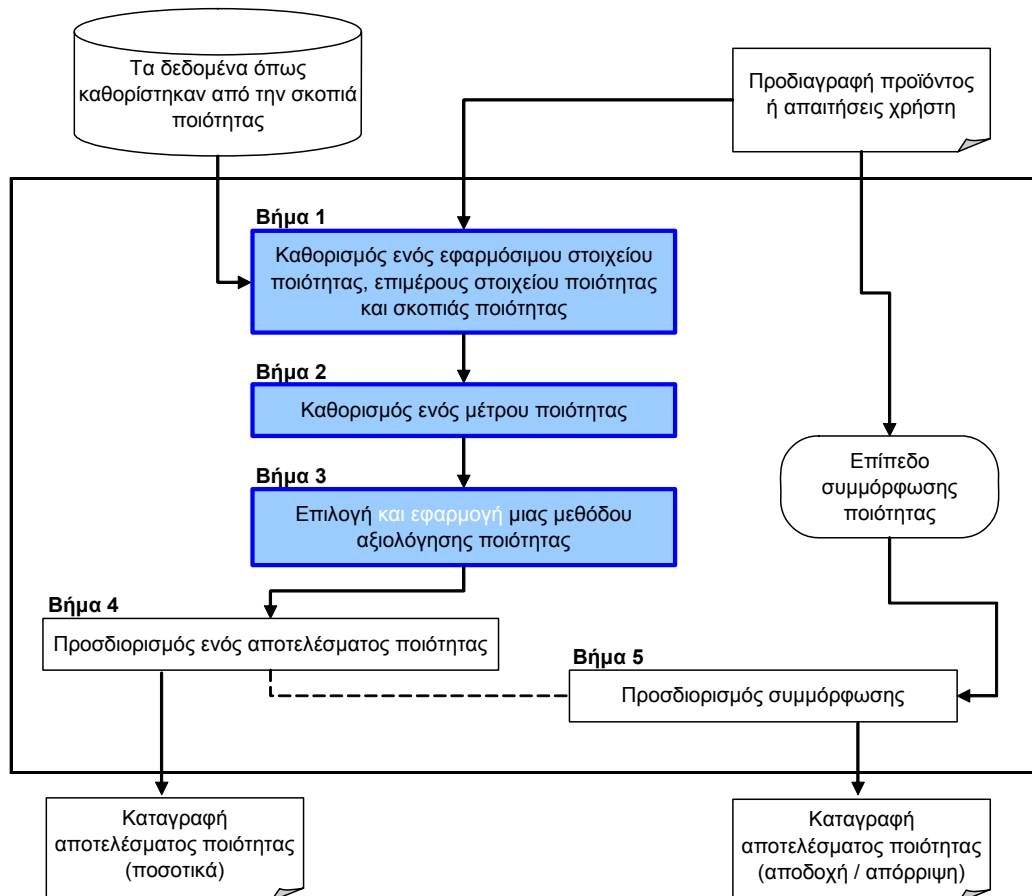 Τα δεδομένα όπως
καθορίστηκαν από την σκοπιά
ποιότητας
Προδιαγραφή προϊόντος
ή απαιτήσεις χρήστη
Βήμα 1
Καθορισμός ενός εφαρμόσιμου στοιχείου
ποιότητας, επιμέρους στοιχείου ποιότητας
και σκοπιάς ποιότητας
Βήμα 2
Καθορισμός ενός μέτρου ποιότητας
Βήμα 3
Επιλογή και εφαρμογή μιας μεθόδου
αξιολόγησης ποιότητας
Επίπεδο
συμμόρφωσης
ποιότητας
Βήμα 4
Προσδιορισμός ενός αποτελέσματος ποιότητας
Βήμα 5
Προσδιορισμός συμμόρφωσης
Καταγραφή
αποτελέσματος ποιότητας
(ποσοτικά)
Καταγραφή
αποτελέσματος ποιότητας
(αποδοχή / απόρριψη)